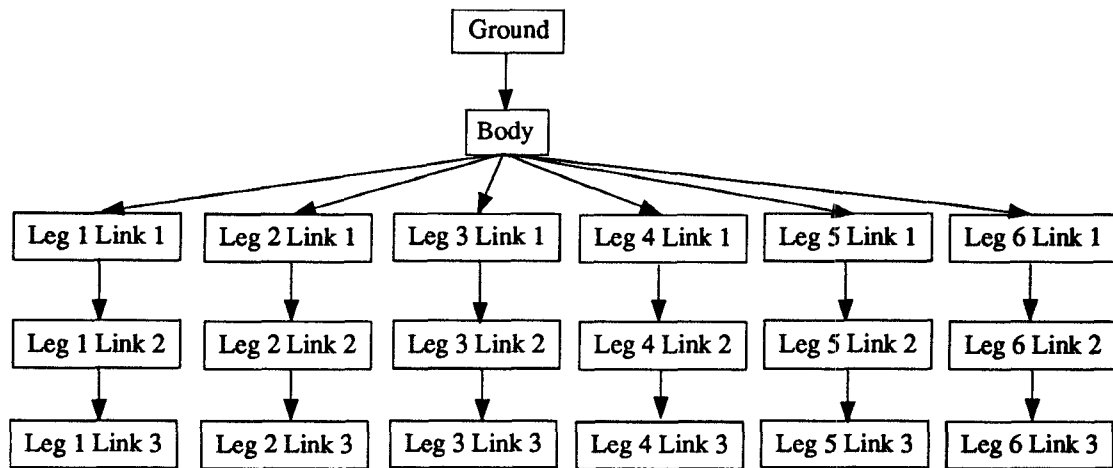 Ground
Body
Leg 1 Link 1
Leg 2 Link 1
Leg 3 Link 1
Leg 4 Link 1
Leg 5 Link 1
Leg 6 Link 1
Leg 1 Link 2
Leg 2 Link 2
Leg 3 Link 2
Leg 4 Link 2
Leg 5 Link 2
Leg 6 Link 2
Leg 1 Link 3
Leg 2 Link 3
Leg 3 Link 3
Leg 4 Link 3
Leg 5 Link 3
Leg 6 Link 3